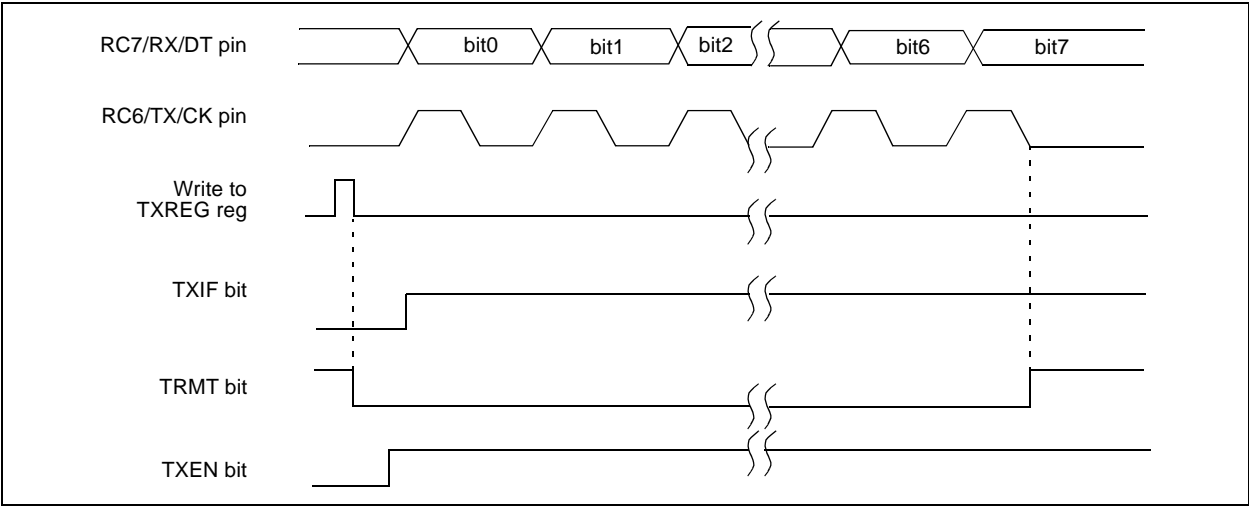 RC7/RX/DT pin
bit0
bit1
bit2
bit6
bit7
RC6/TX/CK pin
Write to
TXREG reg
TXIF bit
TRMT bit
TXEN bit